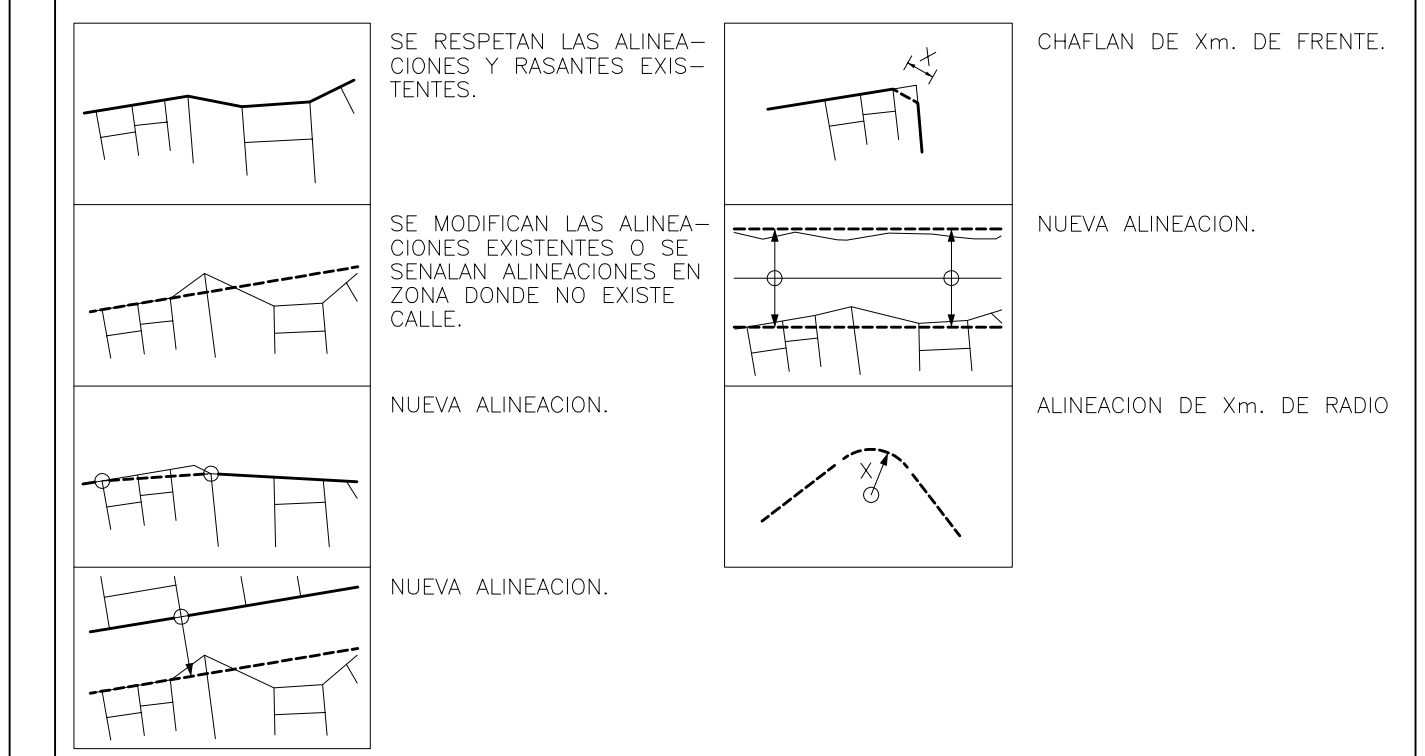 SE RESPETAN LAS ALINEA-
CIONES Y RASANTES EXIS-
TENTES.
SE MODIFICAN LAS ALINEA-
CIONES EXISTENTES O SE
SENALAN ALINEACIONES EN
ZONA DONDE NO EXISTE
CALLE.
NUEVA ALINEACION.
NUEVA ALINEACION.
X
CHAFLAN DE Xm. DE FRENTE.
NUEVA ALINEACION.
X
ALINEACION DE Xm. DE RADIO